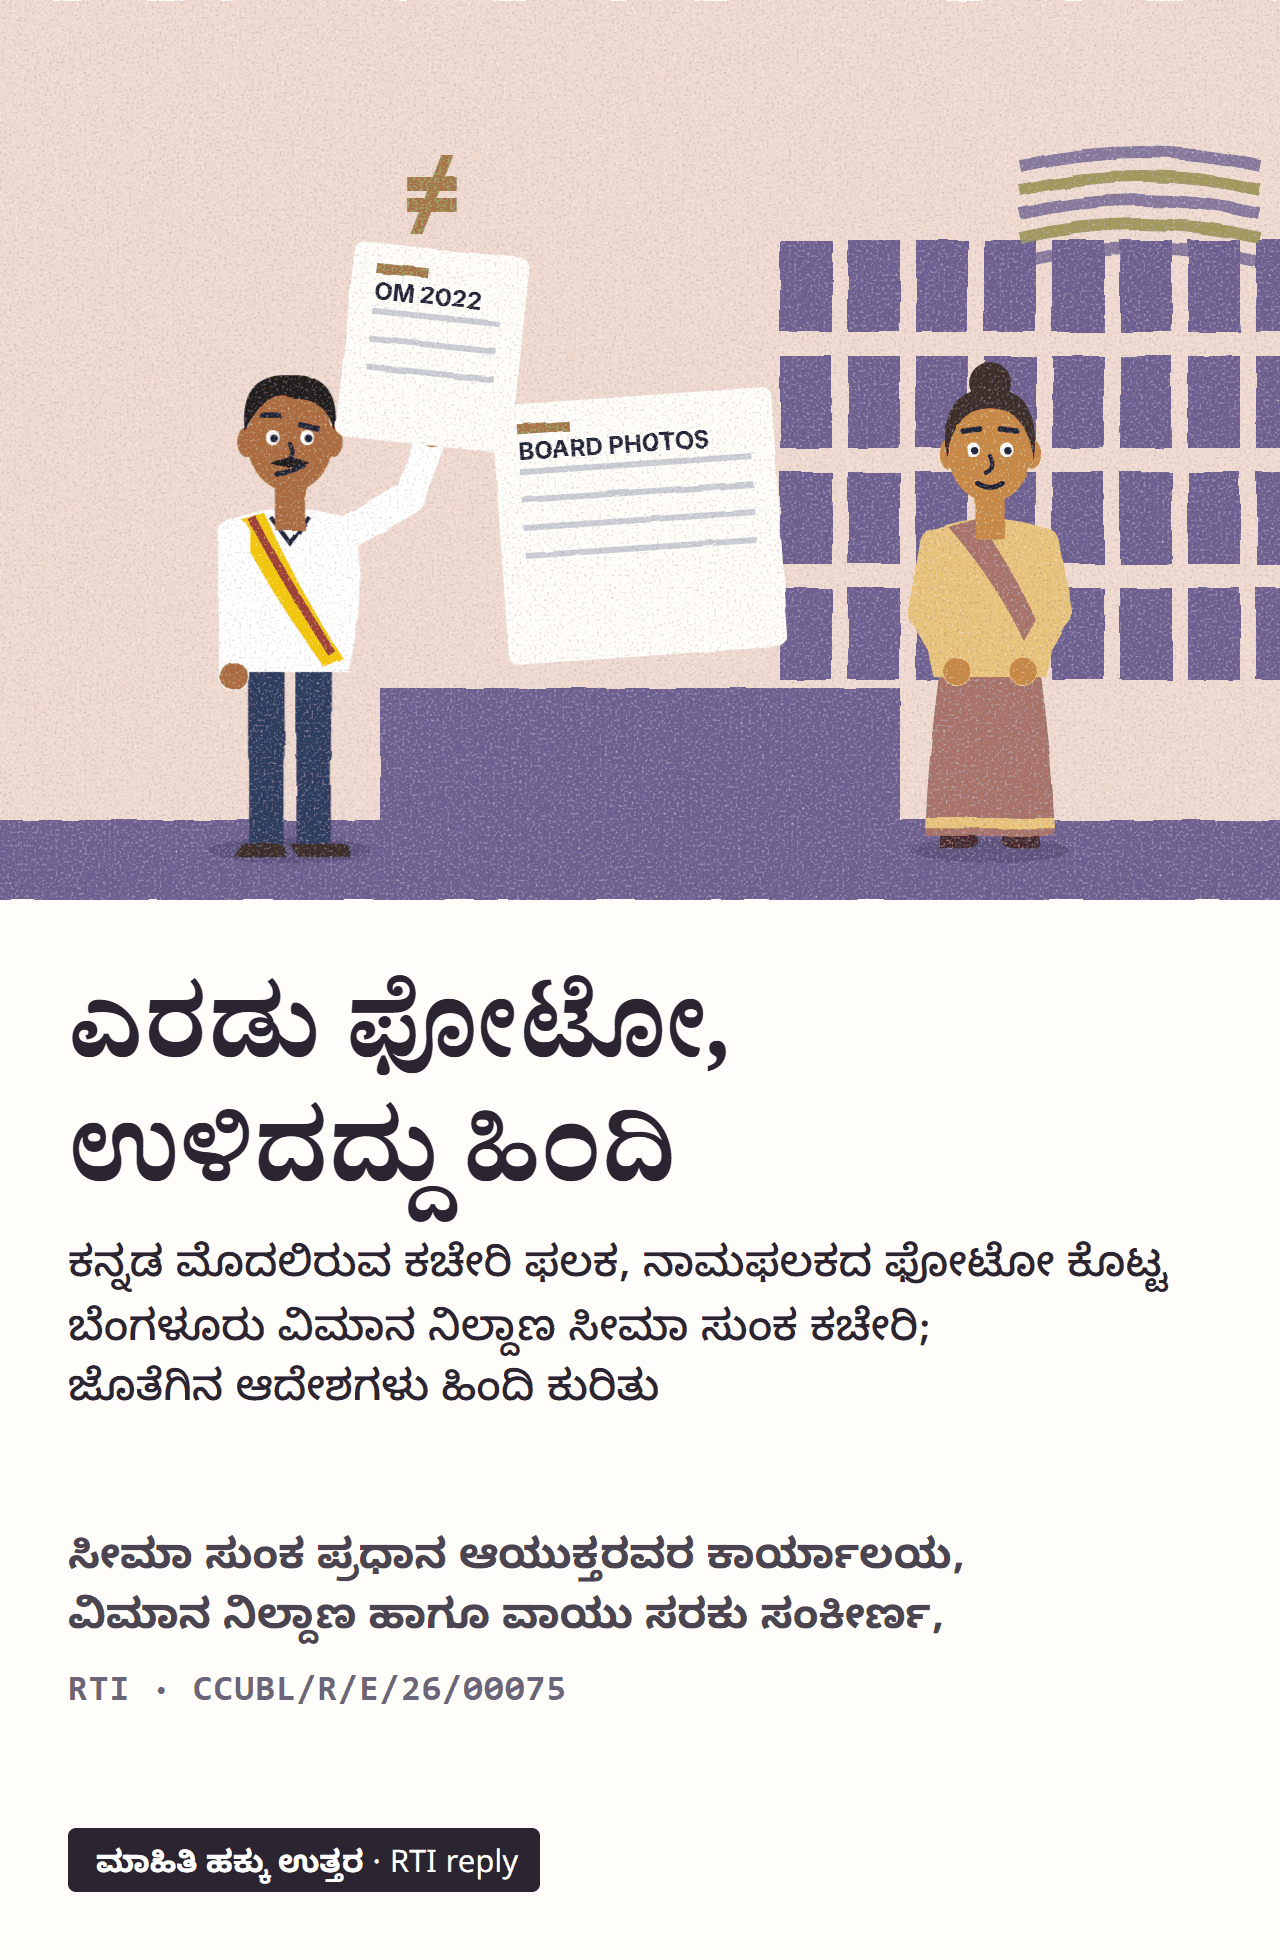 ≠
OM 2022
BOARD PHOTOS
ಎರಡು ಫೋಟೋ,
ಉಳಿದದ್ದು ಹಿಂದಿ
ಕನ್ನಡ ಮೊದಲಿರುವ ಕಚೇರಿ ಫಲಕ, ನಾಮಫಲಕದ ಫೋಟೋ ಕೊಟ್ಟ
ಬೆಂಗಳೂರು ವಿಮಾನ ನಿಲ್ದಾಣ ಸೀಮಾ ಸುಂಕ ಕಚೇರಿ;
ಜೊತೆಗಿನ ಆದೇಶಗಳು ಹಿಂದಿ ಕುರಿತು
ಸೀಮಾ ಸುಂಕ ಪ್ರಧಾನ ಆಯುಕ್ತರವರ ಕಾರ್ಯಾಲಯ,
ವಿಮಾನ ನಿಲ್ದಾಣ ಹಾಗೂ ವಾಯು ಸರಕು ಸಂಕೀರ್ಣ,
RTI · CCUBL/R/E/26/00075
ಮಾಹಿತಿ ಹಕ್ಕು ಉತ್ತರ · RTI reply